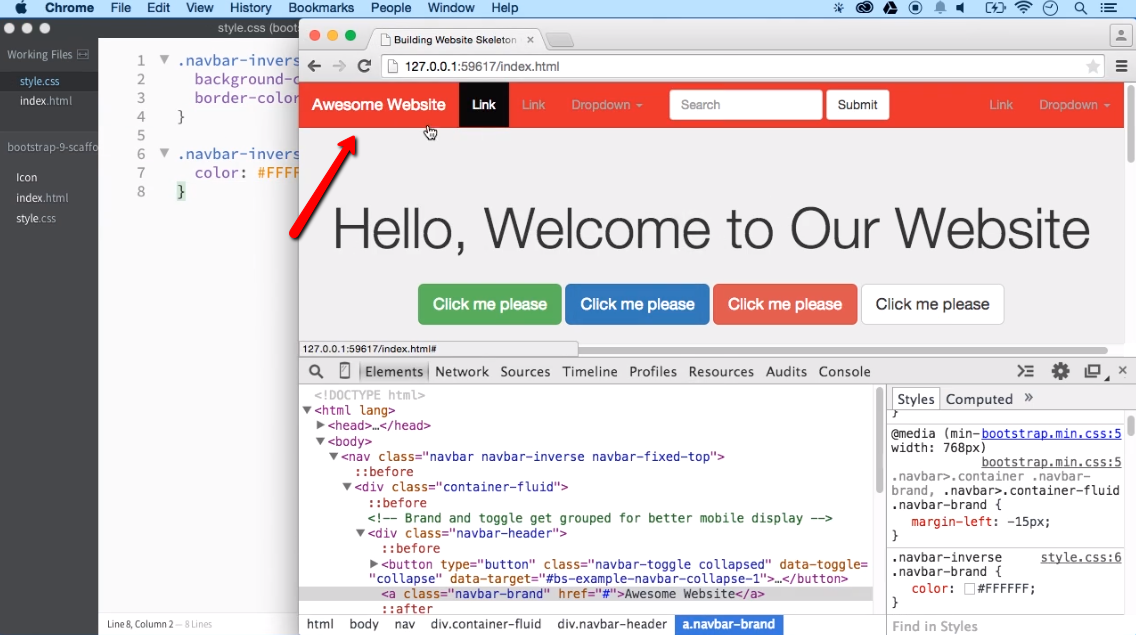 Chrome File Edit View History Bookmarks People Window Help
style.css (boots
Working Files
style.css
index.html
bootstrap-9-scaffo
Icon
index.html
style.css
1 .navbar-invers
2 background-c
3 border-color
4 }
5
6 .navbar-invers
7 color: #FFFF
8 }
Line 8, Column 2 — 8 Lines
Building Website Skeleton
127.0.0.1:59617/index.html
Awesome Website Link Link Dropdown Search Submit Link Dropdown
Hello, Welcome to Our Website
Click me please Click me please Click me please Click me please
127.0.0.1:59617/index.html#
Elements Network Sources Timeline Profiles Resources Audits Console
<!DOCTYPE html>
<html lang>
<head>…</head>
<body>
<nav class="navbar navbar-inverse navbar-fixed-top">
::before
<div class="container-fluid">
::before
<!-- Brand and toggle get grouped for better mobile display -->
<div class="navbar-header">
::before
<button type="button" class="navbar-toggle collapsed" data-toggle=
"collapse" data-target="#bs-example-navbar-collapse-1">…</button>
<a class="navbar-brand" href="#">Awesome Website</a>
::after
html body nav div.container-fluid div.navbar-header a.navbar-brand
Styles Computed »
}
@media (min- bootstrap.min.css:5
width: 768px)
bootstrap.min.css:5
.navbar>.container .navbar-
brand, .navbar>.container-fluid
.navbar-brand {
margin-left: -15px;
}
.navbar-inverse style.css:6
.navbar-brand {
color: #FFFFFF;
}
Find in Styles